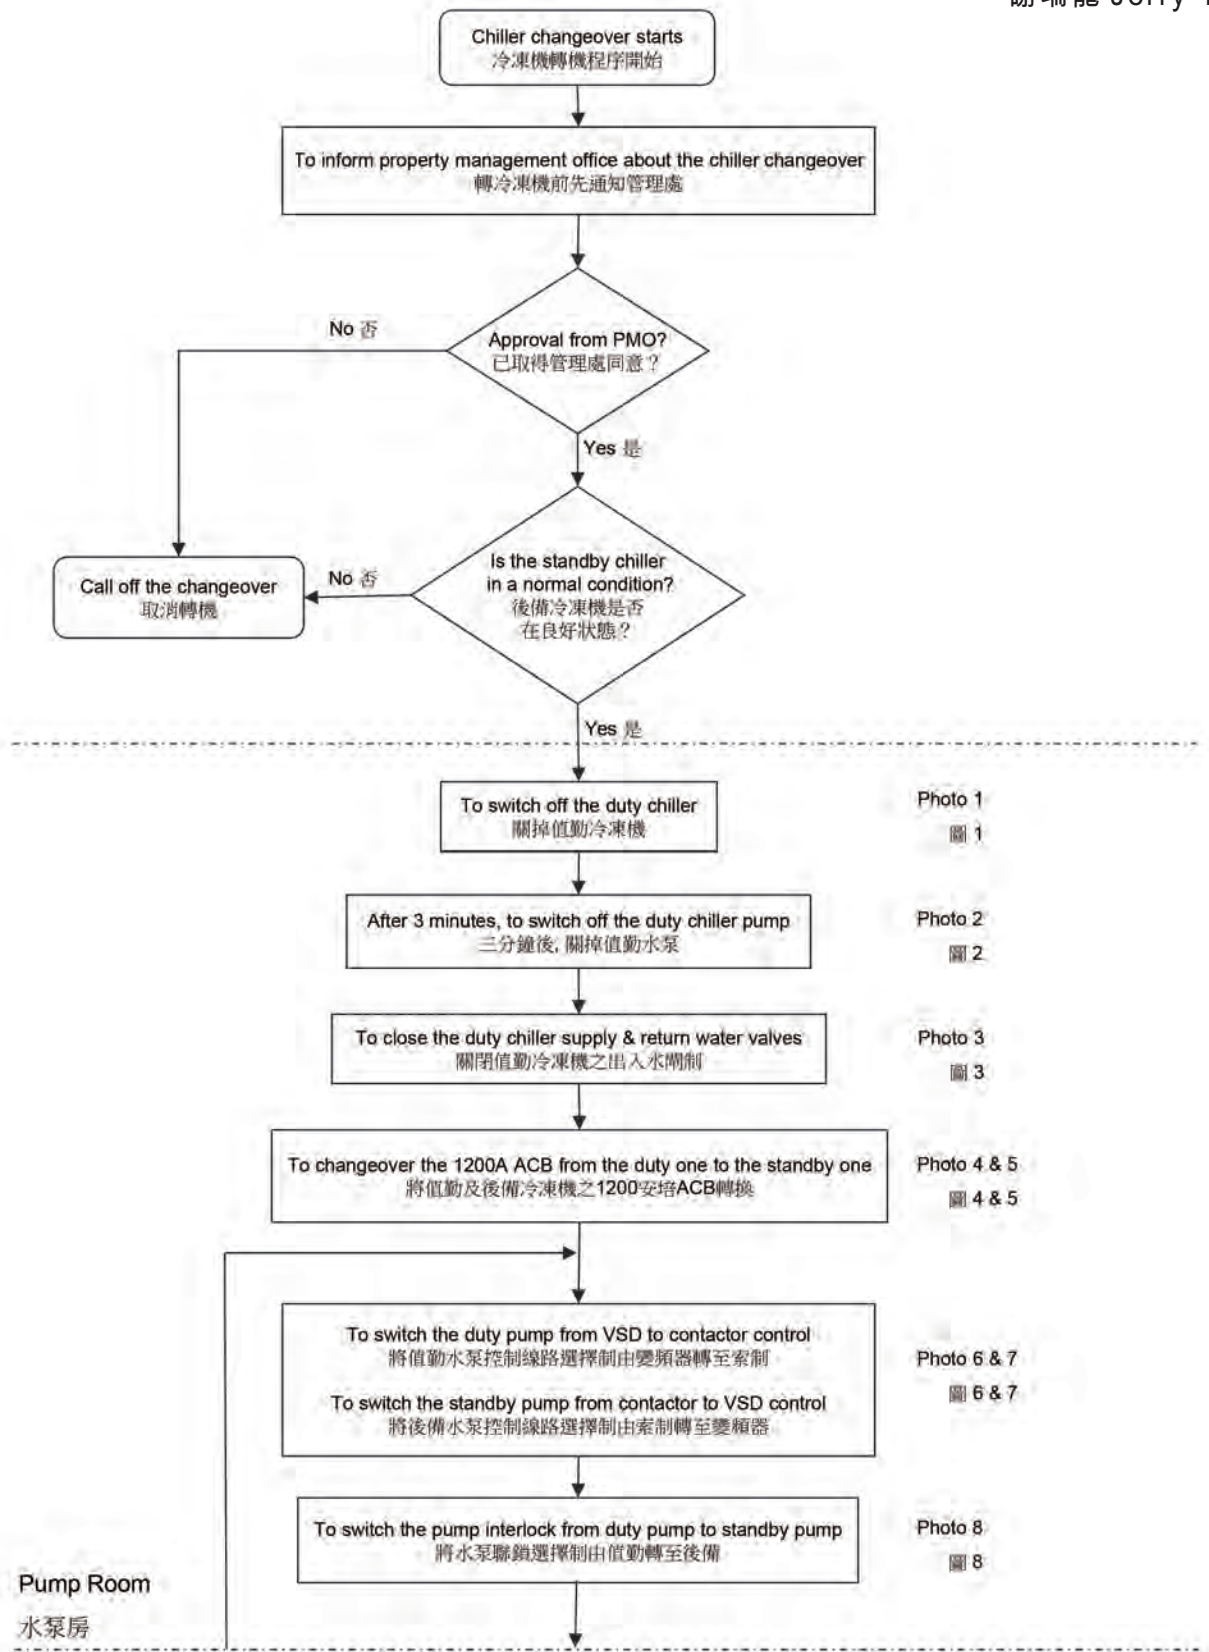 Chiller changeover starts
冷凍機轉機程序開始
To inform property management office about the chiller changeover
轉冷凍機前先通知管理處
No 否
Approval from PMO?
已取得管理處同意？
Yes 是
Is the standby chiller
in a normal condition?
後備冷凍機是否
在良好狀態？
No 否
Call off the changeover
取消轉機
Yes 是
To switch off the duty chiller
關掉值勤冷凍機
Photo 1
圖 1
After 3 minutes, to switch off the duty chiller pump
三分鐘後, 關掉值勤水泵
Photo 2
圖 2
To close the duty chiller supply & return water valves
關閉值勤冷凍機之出入水閘制
Photo 3
圖 3
To changeover the 1200A ACB from the duty one to the standby one
將值勤及後備冷凍機之1200安培ACB轉換
Photo 4 & 5
圖 4 & 5
To switch the duty pump from VSD to contactor control
將值勤水泵控制線路選擇制由變頻器轉至索制
To switch the standby pump from contactor to VSD control
將後備水泵控制線路選擇制由索制轉至變頻器
Photo 6 & 7
圖 6 & 7
To switch the pump interlock from duty pump to standby pump
將水泵聯鎖選擇制由值勤轉至後備
Photo 8
圖 8
Pump Room
水泵房